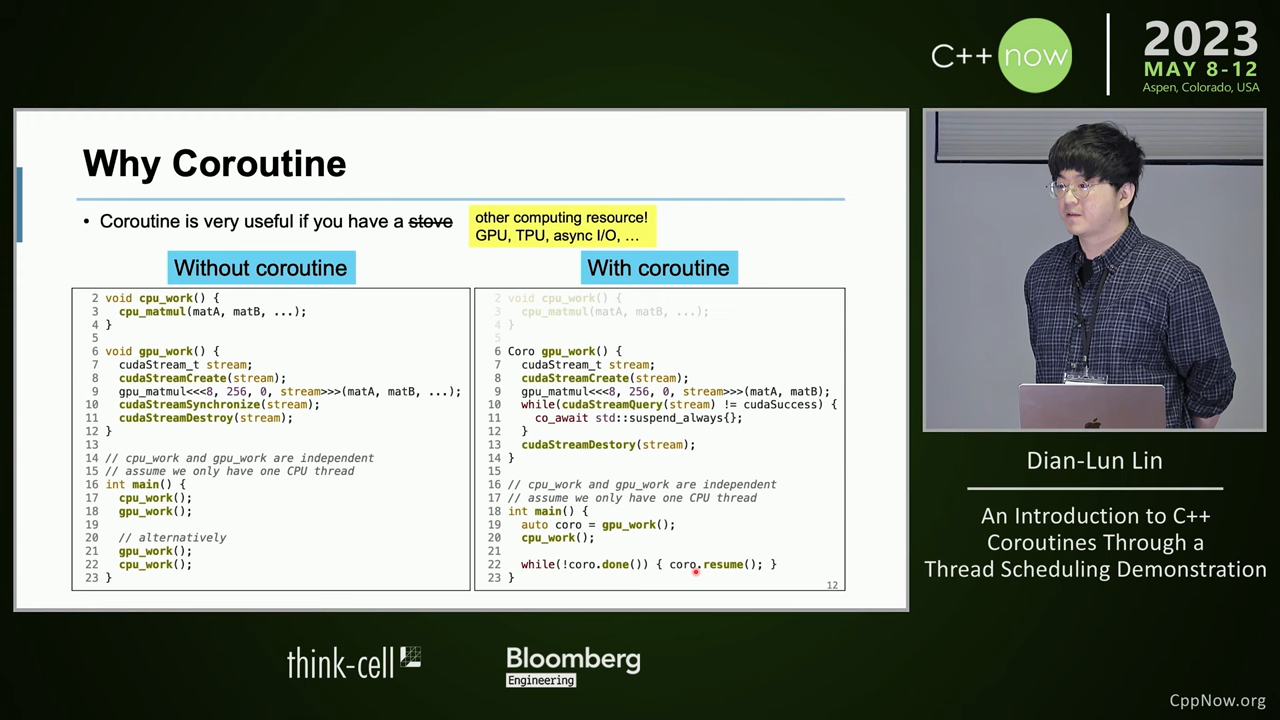 C++ now
2023
MAY 8-12
Aspen, Colorado, USA
Why Coroutine
• Coroutine is very useful if you have a stove
other computing resource!
GPU, TPU, async I/O, ...
Without coroutine
2 void cpu_work() {
3 cpu_matmul(matA, matB, ...);
4 }
5
6 void gpu_work() {
7 cudaStream_t stream;
8 cudaStreamCreate(stream);
9 gpu_matmul<<<8, 256, 0, stream>>>(matA, matB, ...);
10 cudaStreamSynchronize(stream);
11 cudaStreamDestroy(stream);
12 }
13
14 // cpu_work and gpu_work are independent
15 // assume we only have one CPU thread
16 int main() {
17 cpu_work();
18 gpu_work();
19
20 // alternatively
21 gpu_work();
22 cpu_work();
23 }
With coroutine
2 void cpu_work() {
3 cpu_matmul(matA, matB, ...);
4 }
5
6 Coro gpu_work() {
7 cudaStream_t stream;
8 cudaStreamCreate(stream);
9 gpu_matmul<<<8, 256, 0, stream>>>(matA, matB);
10 while(cudaStreamQuery(stream) != cudaSuccess) {
11 co_await std::suspend_always{};
12 }
13 cudaStreamDestory(stream);
14 }
15
16 // cpu_work and gpu_work are independent
17 // assume we only have one CPU thread
18 int main() {
19 auto coro = gpu_work();
20 cpu_work();
21
22 while(!coro.done()) { coro.resume(); }
23 }
12
Dian-Lun Lin
An Introduction to C++
Coroutines Through a
Thread Scheduling Demonstration
think-cell
Bloomberg
Engineering
CppNow.org